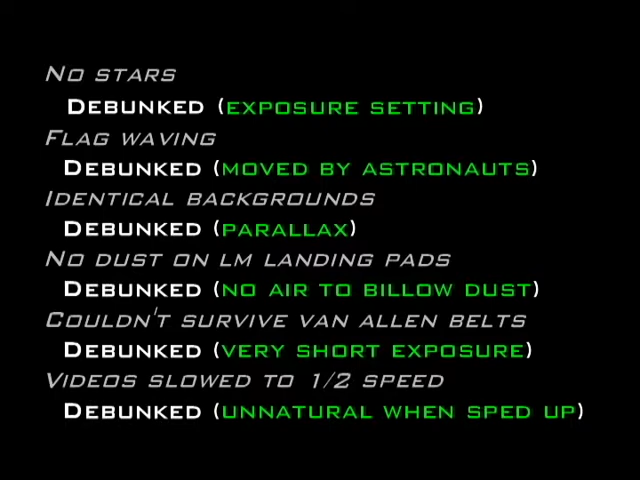 No stars
Debunked (exposure setting)
Flag waving
Debunked (moved by astronauts)
Identical backgrounds
Debunked (parallax)
No dust on LM landing pads
Debunked (no air to billow dust)
Couldn't survive Van Allen Belts
Debunked (very short exposure)
Videos slowed to 1/2 speed
Debunked (unnatural when sped up)